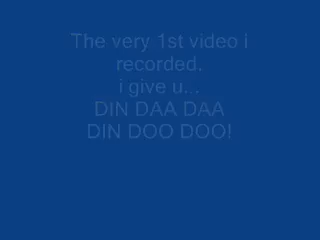 The very 1st video i
recorded.
i give u...
DIN DAA DAA
DIN DOO DOO!